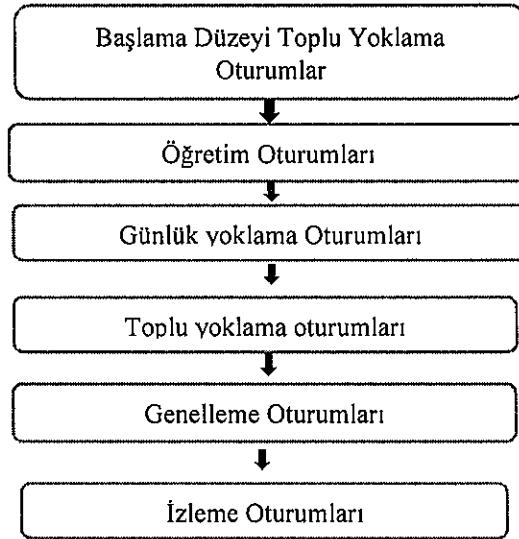 Başlama Düzeyi Toplu Yoklama
Oturumlar
Öğretim Oturumları
Günlük yoklama Oturumları
Toplu yoklama oturumları
Genelleme Oturumları
İzleme Oturumları